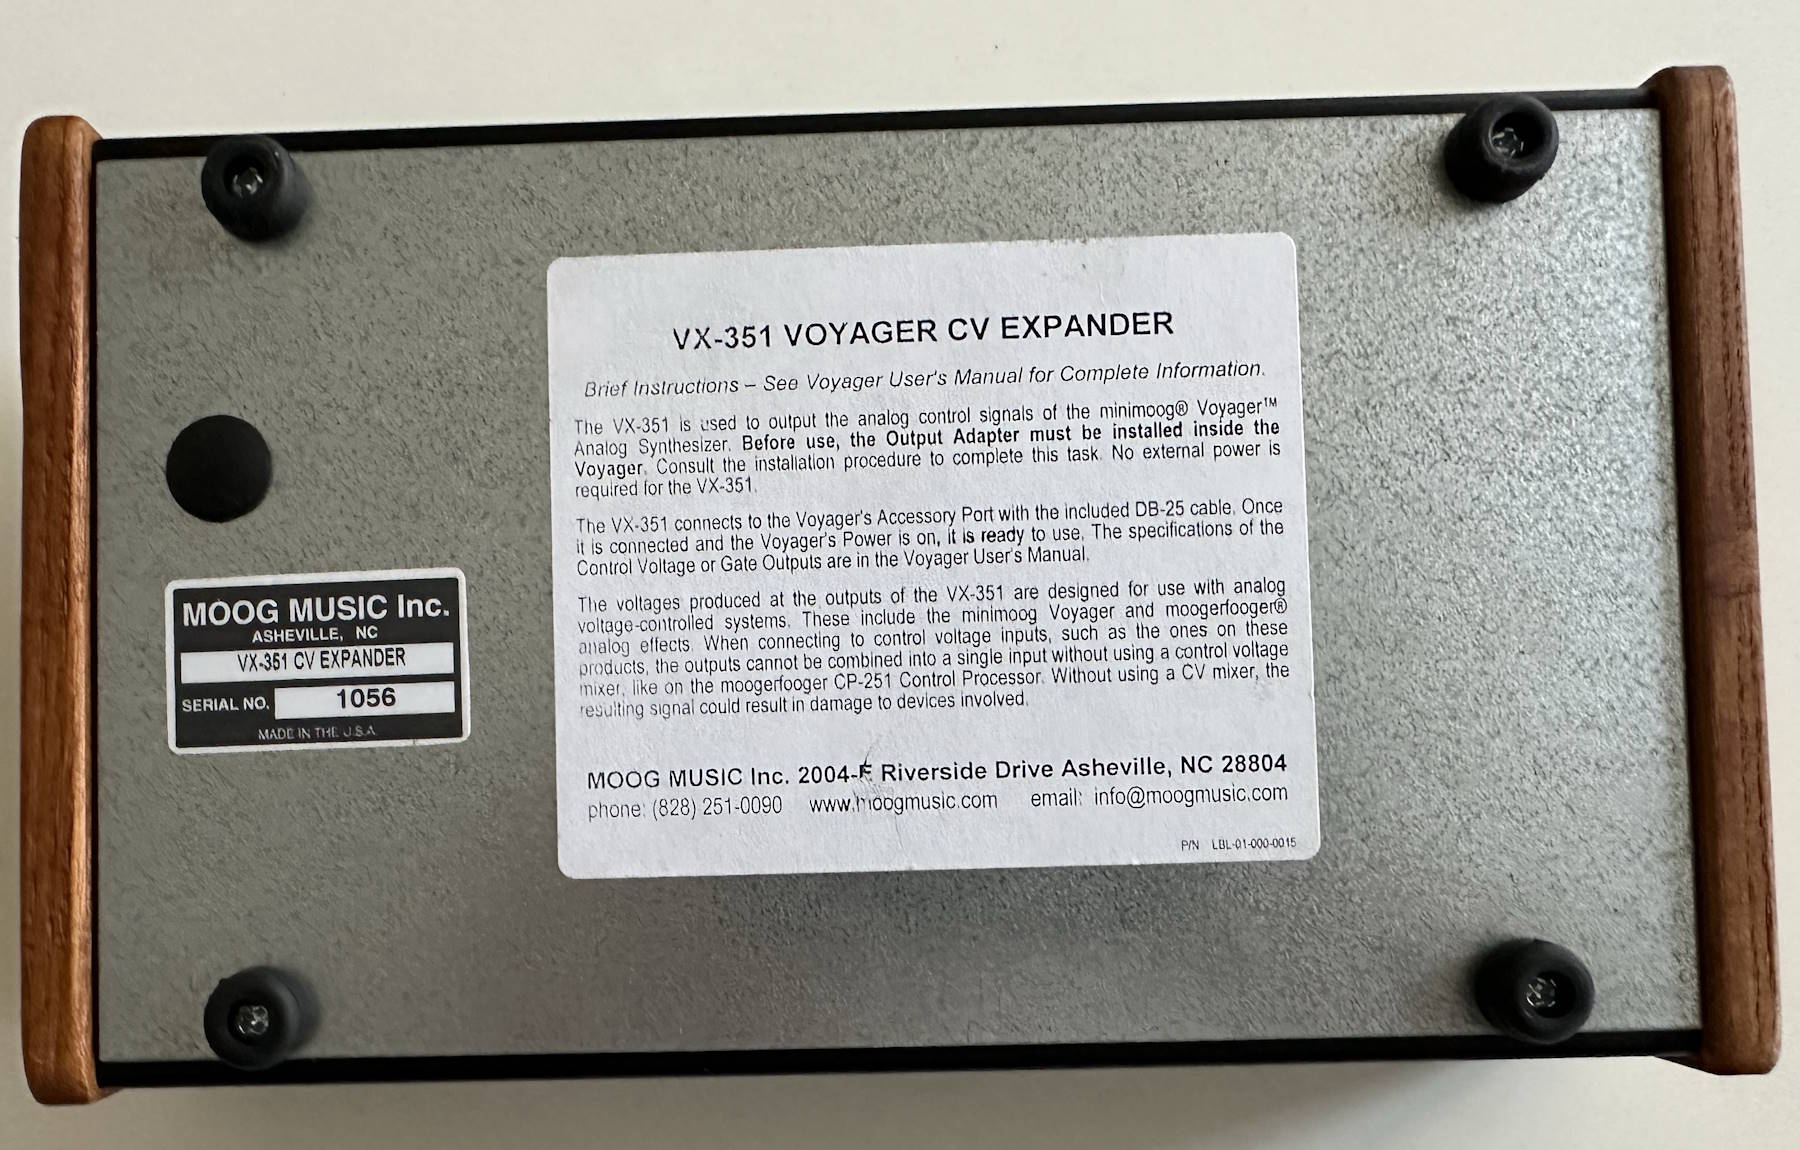 VX-351 VOYAGER CV EXPANDER
Brief Instructions – See Voyager User's Manual for Complete Information.
The VX-351 is used to output the analog control signals of the minimoog® Voyager™
Analog Synthesizer. Before use, the Output Adapter must be installed inside the
Voyager. Consult the installation procedure to complete this task. No external power is
required for the VX-351.
The VX-351 connects to the Voyager's Accessory Port with the included DB-25 cable. Once
it is connected and the Voyager's Power is on, it is ready to use. The specifications of the
Control Voltage or Gate Outputs are in the Voyager User's Manual.
The voltages produced at the outputs of the VX-351 are designed for use with analog
voltage-controlled systems. These include the minimoog Voyager and moogerfooger®
analog effects. When connecting to control voltage inputs, such as the ones on these
products, the outputs cannot be combined into a single input without using a control voltage
mixer, like on the moogerfooger CP-251 Control Processor. Without using a CV mixer, the
resulting signal could result in damage to devices involved.
MOOG MUSIC Inc. 2004-E Riverside Drive Asheville, NC 28804
phone: (828) 251-0090 www.moogmusic.com email: info@moogmusic.com
P/N LBL-01-000-0015
MOOG MUSIC Inc.
ASHEVILLE, NC
VX-351 CV EXPANDER
SERIAL NO. 1056
MADE IN THE U.S.A.